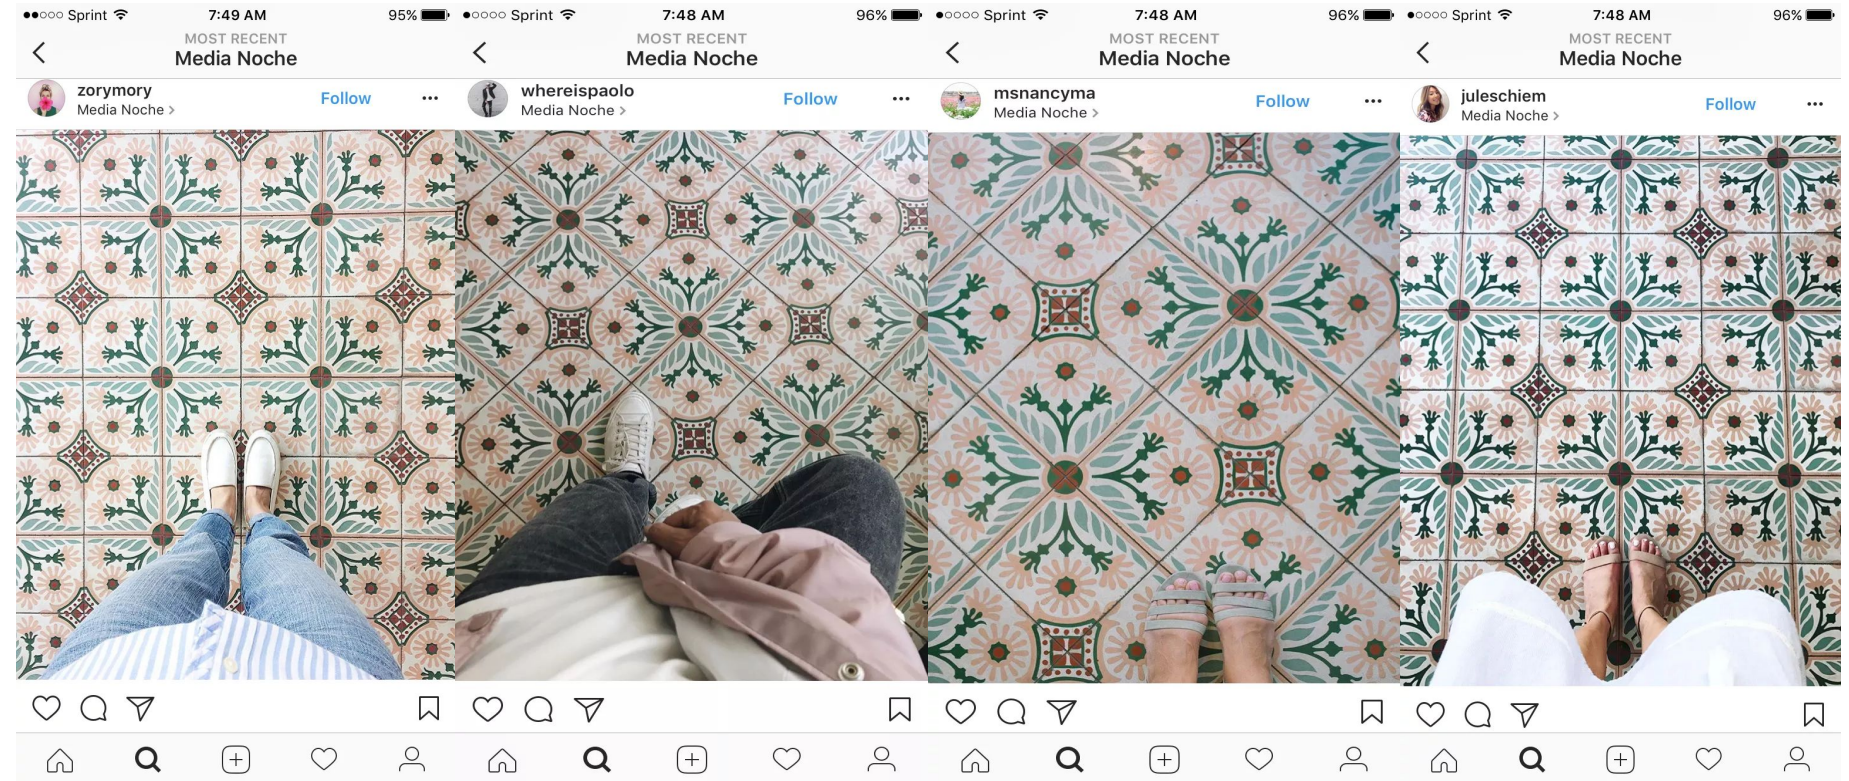 Sprint 7:49 AM 95%
MOST RECENT
Media Noche
zorymory Follow
Media Noche >
Sprint 7:48 AM 96%
MOST RECENT
Media Noche
whereispaolo Follow
Media Noche >
Sprint 7:48 AM 96%
MOST RECENT
Media Noche
msnancyma Follow
Media Noche >
Sprint 7:48 AM 96%
MOST RECENT
Media Noche
juleschiem Follow
Media Noche >